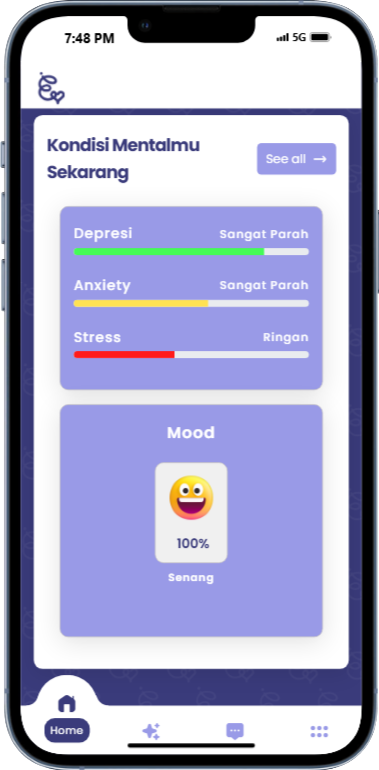 7:48 PM 5G
Kondisi Mentalmu
Sekarang
See all →
Depresi Sangat Parah
Anxiety Sangat Parah
Stress Ringan
Mood
100%
Senang
Home